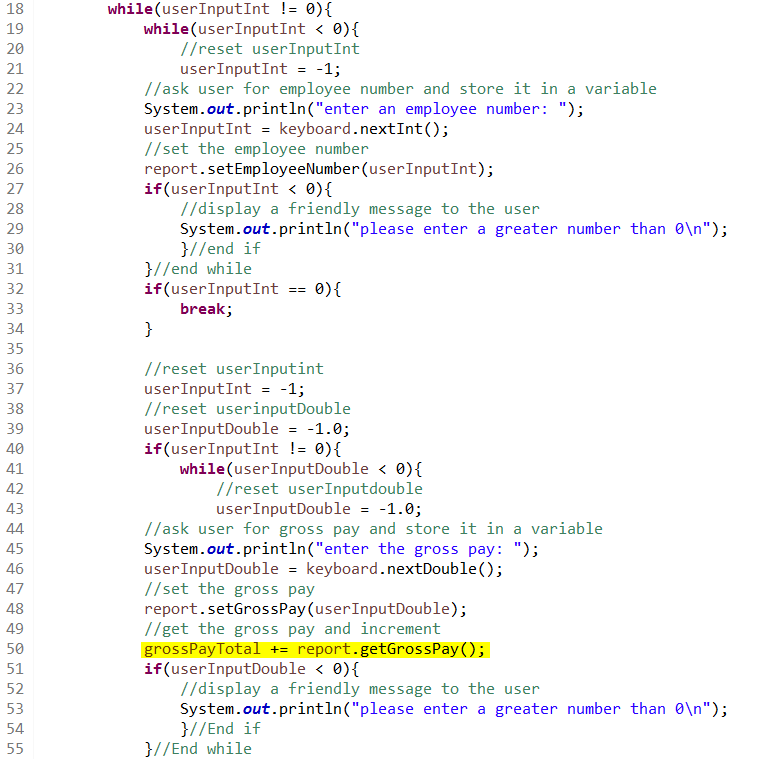 18 while(userInputInt != 0){
19 while(userInputInt < 0){
20 //reset userInputInt
21 userInputInt = -1;
22 //ask user for employee number and store it in a variable
23 System.out.println("enter an employee number: ");
24 userInputInt = keyboard.nextInt();
25 //set the employee number
26 report.setEmployeeNumber(userInputInt);
27 if(userInputInt < 0){
28 //display a friendly message to the user
29 System.out.println("please enter a greater number than 0\n");
30 }//end if
31 }//end while
32 if(userInputInt == 0){
33 break;
34 }
35
36 //reset userInputint
37 userInputInt = -1;
38 //reset userinputDouble
39 userInputDouble = -1.0;
40 if(userInputInt != 0){
41 while(userInputDouble < 0){
42 //reset userInputdouble
43 userInputDouble = -1.0;
44 //ask user for gross pay and store it in a variable
45 System.out.println("enter the gross pay: ");
46 userInputDouble = keyboard.nextDouble();
47 //set the gross pay
48 report.setGrossPay(userInputDouble);
49 //get the gross pay and increment
50 grossPayTotal += report.getGrossPay();
51 if(userInputDouble < 0){
52 //display a friendly message to the user
53 System.out.println("please enter a greater number than 0\n");
54 }//End if
55 }//End while